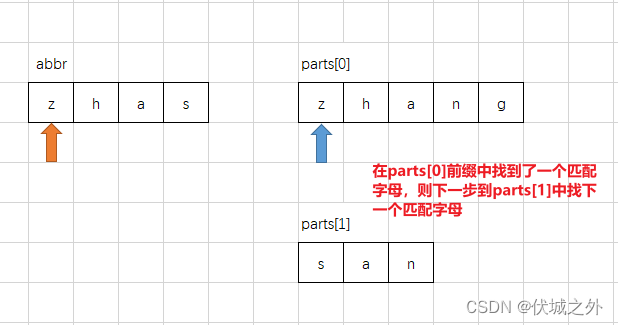 abbr
z h a s
parts[0]
z h a n g
在parts[0]前缀中找到了一个匹配
字母，则下一步到parts[1]中找下
一个匹配字母
parts[1]
s a n
CSDN @伏城之外